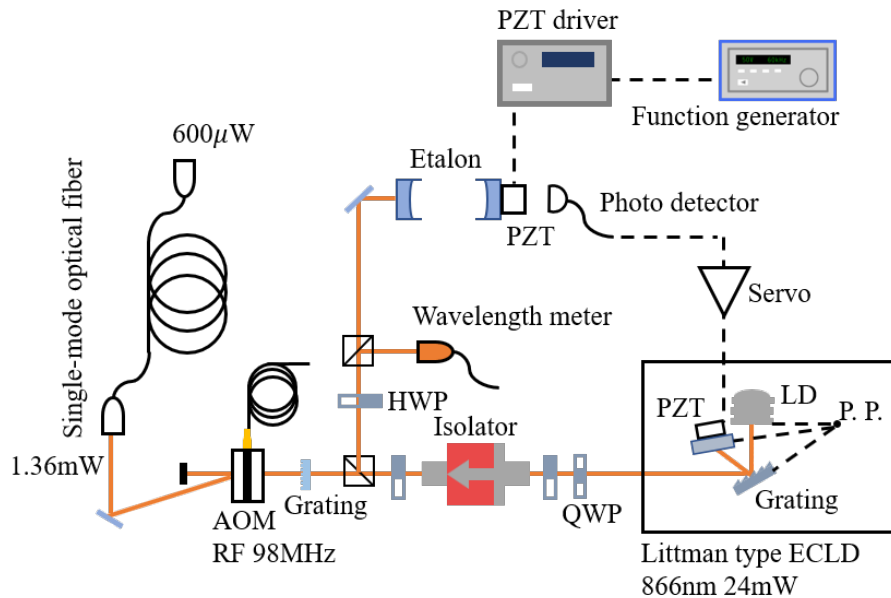 PZT driver
Function generator
600μW
Etalon
Single-mode optical fiber
PZT
Photo detector
Servo
Wavelength meter
HWP
PZT
LD
P. P.
Isolator
1.36mW
Grating
QWP
Grating
AOM
RF 98MHz
Littman type ECLD
866nm 24mW